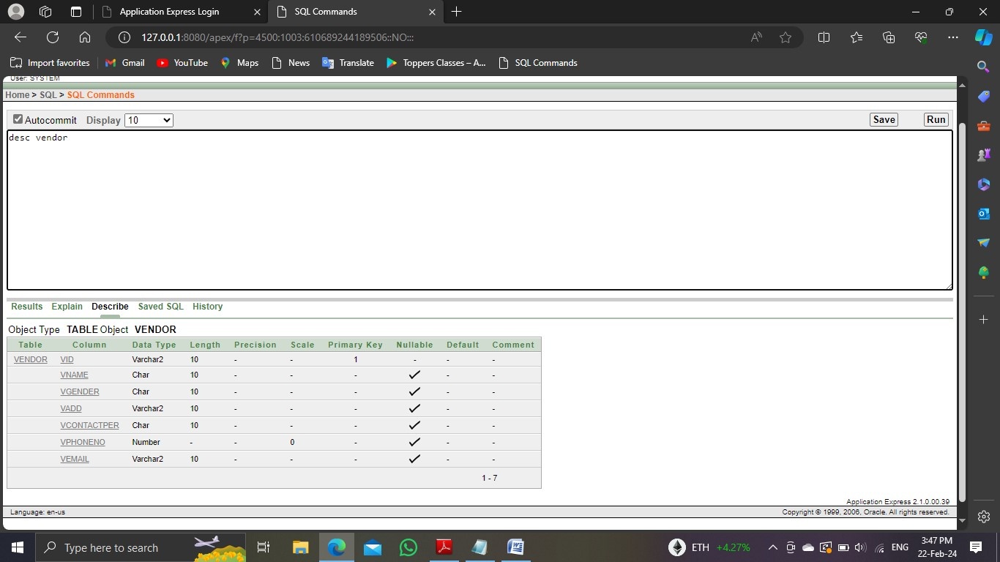 Application Express Login
SQL Commands
127.0.0.1:8080/apex/f?p=4500:1003:610689244189506::NO:::
Import favorites Gmail YouTube Maps News Translate Toppers Classes – A... SQL Commands
User: SYSTEM
Home > SQL > SQL Commands
Autocommit Display 10 Save Run
desc vendor
Results Explain Describe Saved SQL History
Object Type TABLE Object VENDOR
Table Column Data Type Length Precision Scale Primary Key Nullable Default Comment
VENDOR VID Varchar2 10 - - 1 - - -
VNAME Char 10 - - - ✓ - -
VGENDER Char 10 - - - ✓ - -
VADD Varchar2 10 - - - ✓ - -
VCONTACTPER Char 10 - - - ✓ - -
VPHONENO Number - - 0 - ✓ - -
VEMAIL Varchar2 10 - - - ✓ - -
1 - 7
Application Express 2.1.0.00.39
Language: en-us Copyright © 1999, 2006, Oracle. All rights reserved.
Type here to search ETH +4.27% ENG 3:47 PM
22-Feb-24